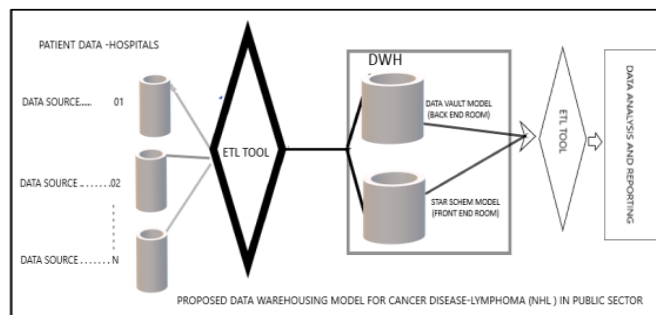 PATIENT DATA -HOSPITALS
DATA SOURCE..... 01
DATA SOURCE ........02
DATA SOURCE ....... N
ETL TOOL
DWH
DATA VAULT MODEL
(BACK END ROOM)
STAR SCHEM MODEL
(FRONT END ROOM)
ETL TOOL
DATA ANALYSIS AND REPORTING
PROPOSED DATA WAREHOUSING MODEL FOR CANCER DISEASE-LYMPHOMA (NHL ) IN PUBLIC SECTOR